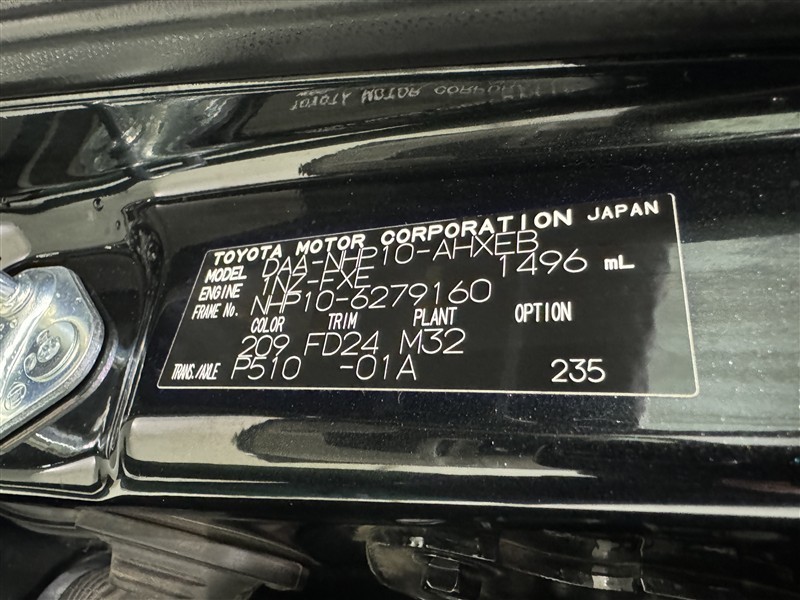 TOYOTA MOTOR CORPORATION JAPAN
MODEL DAA-NHP10-AHXEB
ENGINE 1NZ-FXE 1496 mL
FRAME No. NHP10-6279160
COLOR TRIM PLANT OPTION
209 FD24 M32
TRANS./AXLE P510 -01A 235